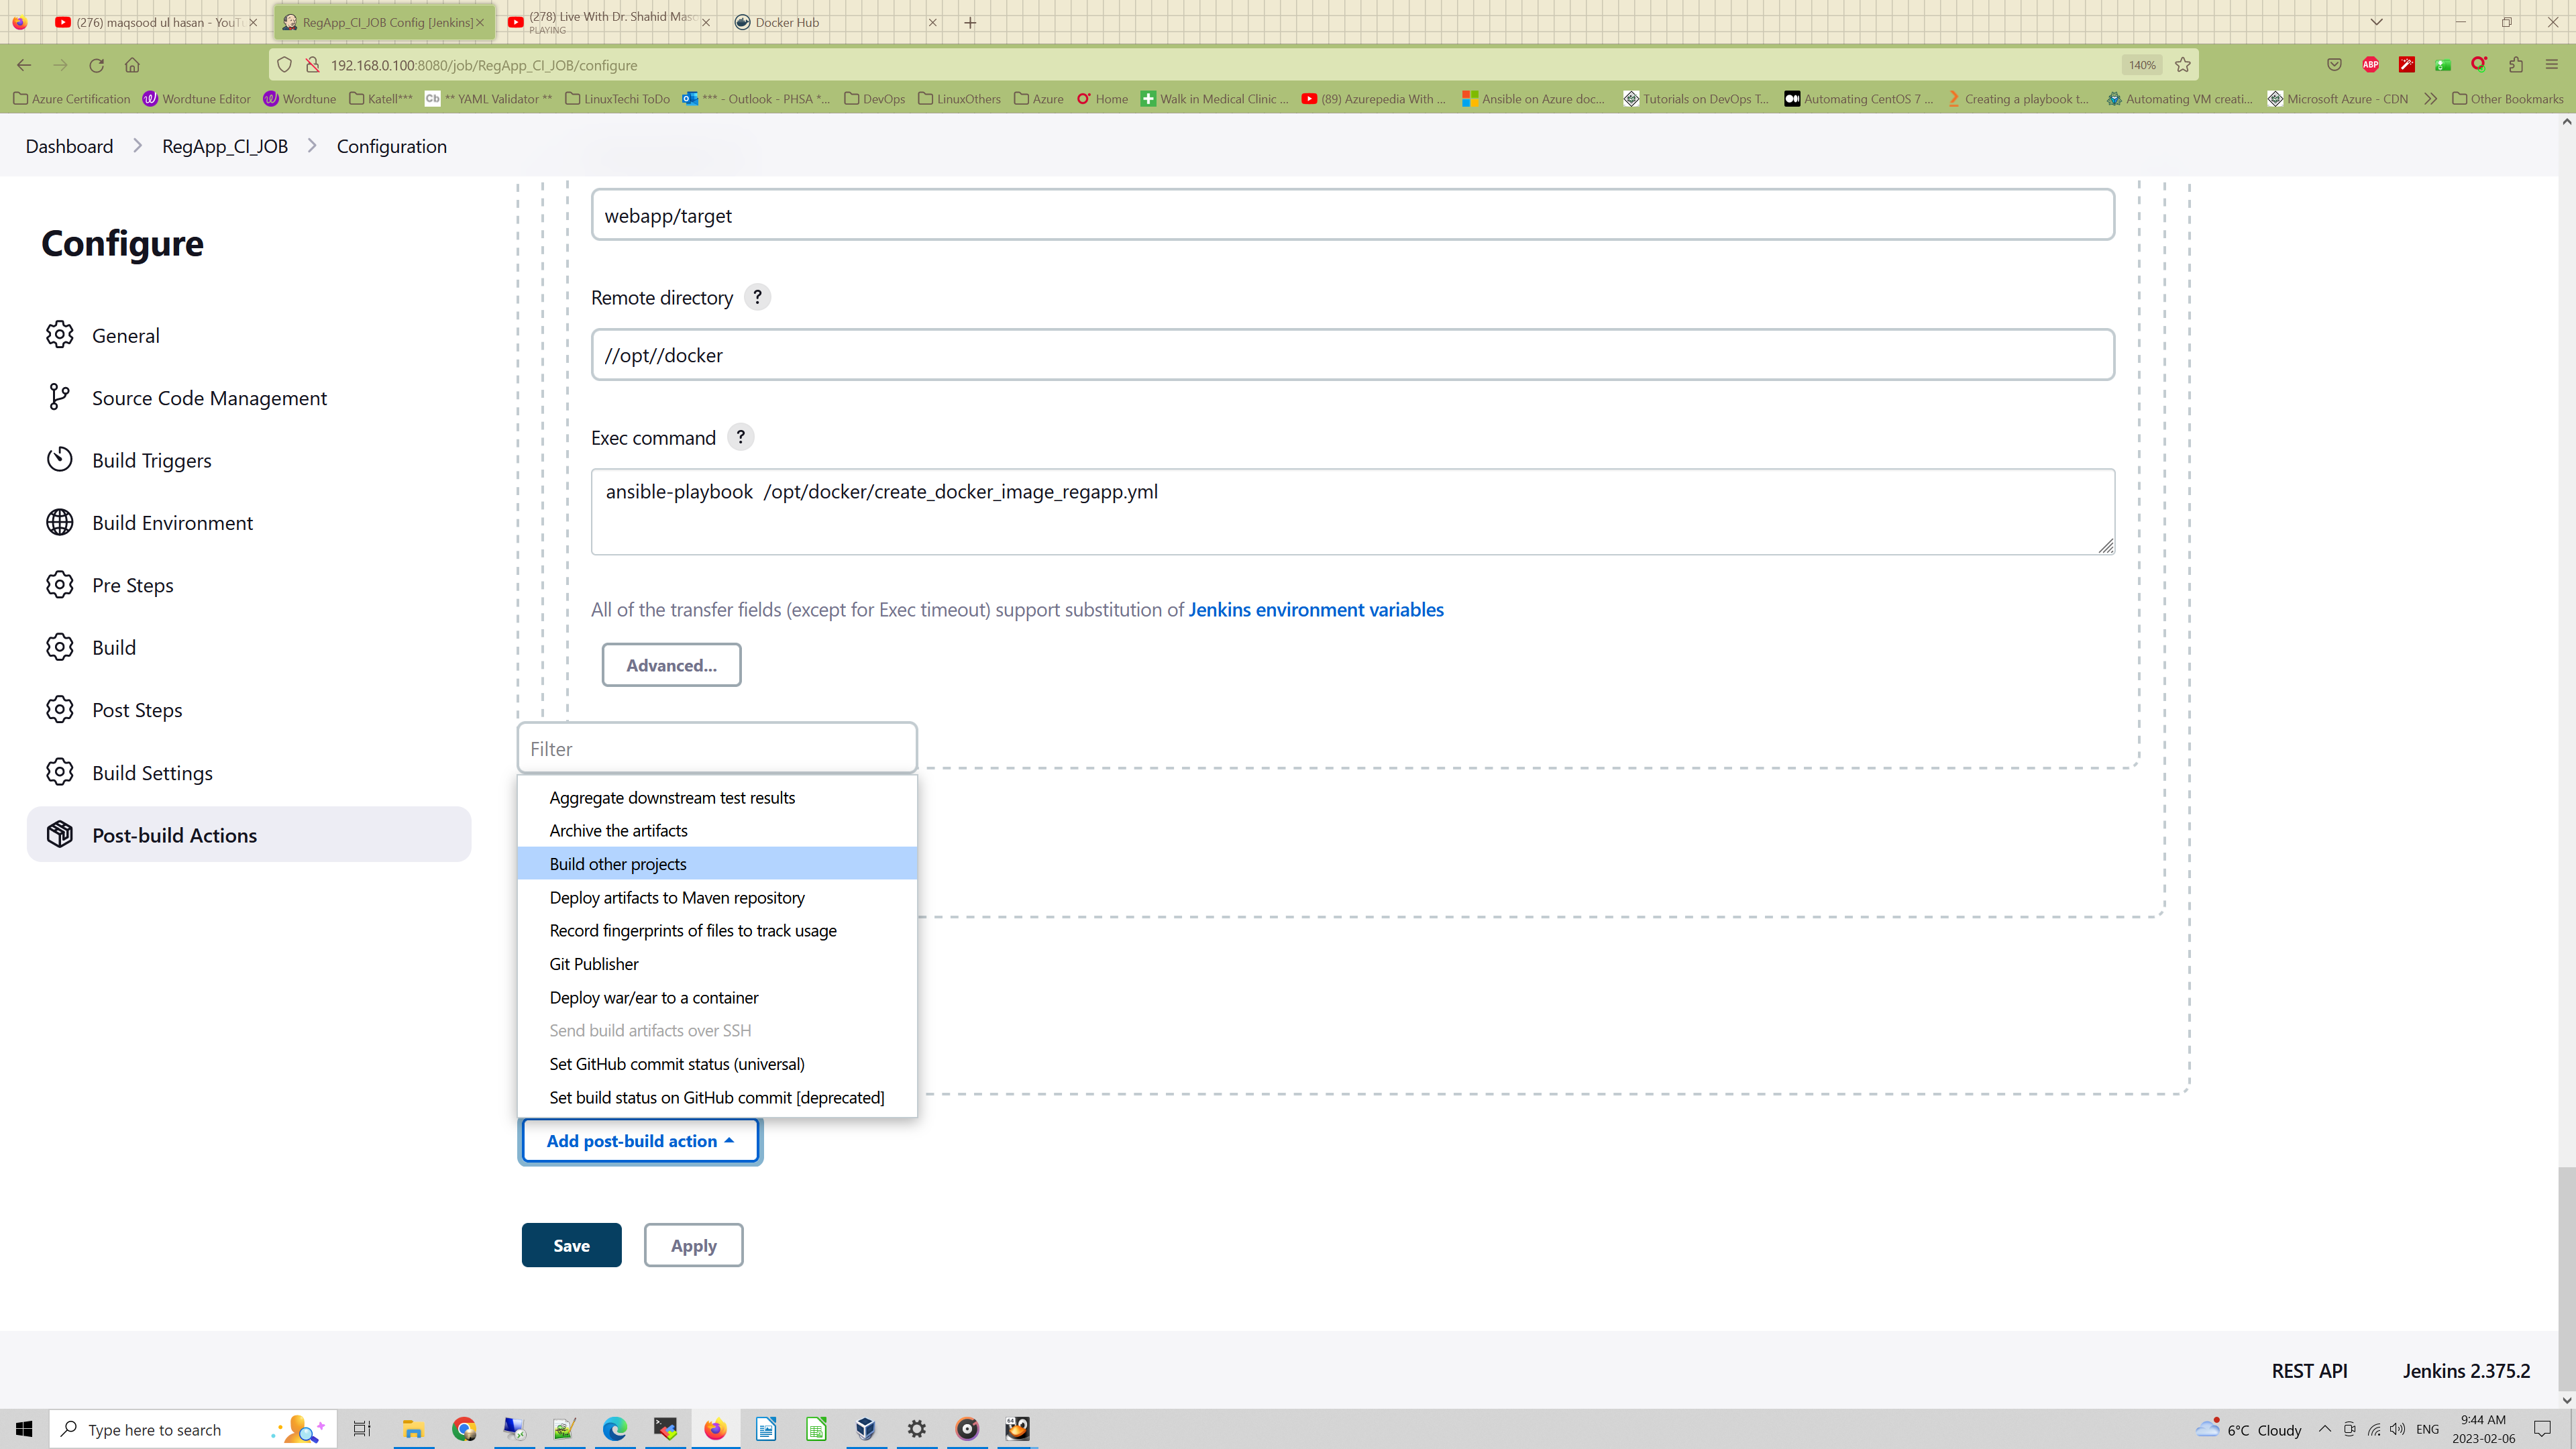 (276) maqsood ul hasan - YouTu
RegApp_CI_JOB Config [Jenkins]
(278) Live With Dr. Shahid Maso
PLAYING
Docker Hub
192.168.0.100:8080/job/RegApp_CI_JOB/configure
140%
ABP
Azure Certification
Wordtune Editor
Wordtune
Katell***
Cb
** YAML Validator **
LinuxTechi ToDo
*** - Outlook - PHSA *...
DevOps
LinuxOthers
Azure
Home
Walk in Medical Clinic ...
(89) Azurepedia With ...
Ansible on Azure doc...
Tutorials on DevOps T...
Automating CentOS 7 ...
Creating a playbook t...
Automating VM creati...
Microsoft Azure - CDN
Other Bookmarks
Dashboard
RegApp_CI_JOB
Configuration
Configure
General
Source Code Management
Build Triggers
Build Environment
Pre Steps
Build
Post Steps
Build Settings
Post-build Actions
webapp/target
Remote directory ?
//opt//docker
Exec command ?
ansible-playbook  /opt/docker/create_docker_image_regapp.yml
All of the transfer fields (except for Exec timeout) support substitution of Jenkins environment variables
Advanced...
Filter
Aggregate downstream test results
Archive the artifacts
Build other projects
Deploy artifacts to Maven repository
Record fingerprints of files to track usage
Git Publisher
Deploy war/ear to a container
Send build artifacts over SSH
Set GitHub commit status (universal)
Set build status on GitHub commit [deprecated]
Add post-build action
Save
Apply
REST API
Jenkins 2.375.2
Type here to search
6°C Cloudy
ENG
9:44 AM
2023-02-06